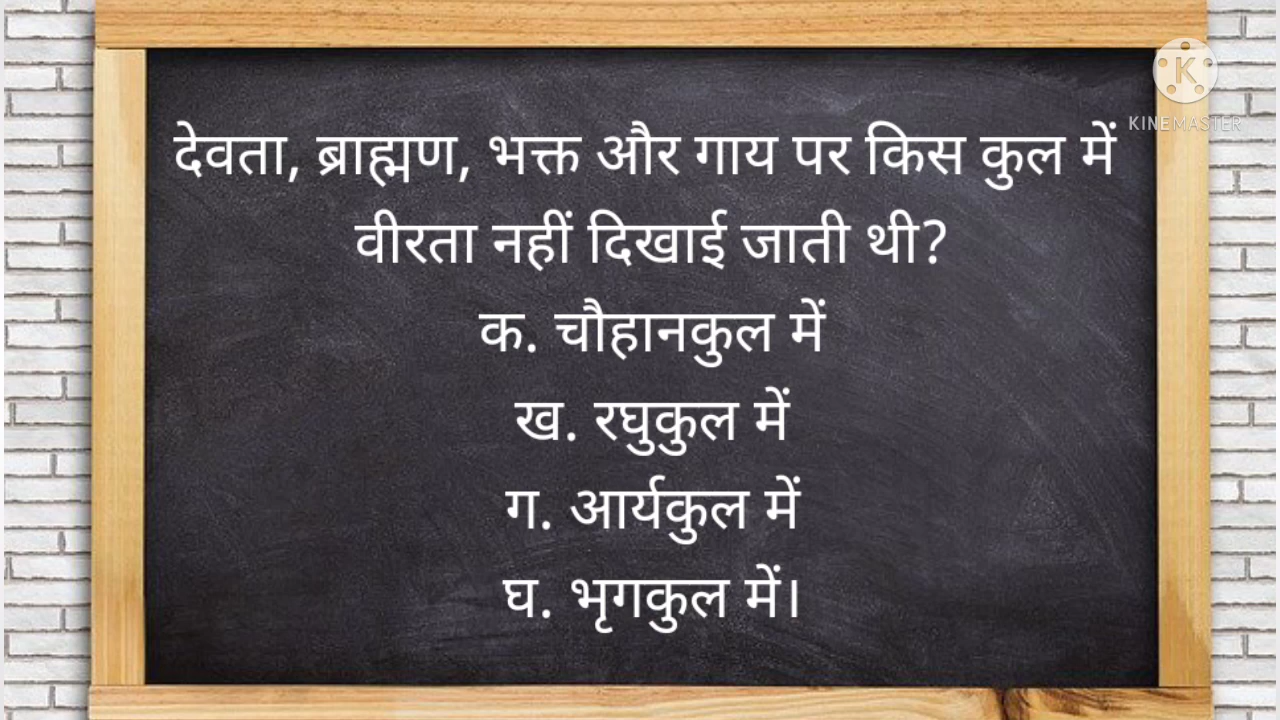 देवता, ब्राह्मण, भक्त और गाय पर किस कुल में
वीरता नहीं दिखाई जाती थी?
क. चौहानकुल में
ख. रघुकुल में
ग. आर्यकुल में
घ. भृगकुल में।
K
KINEMASTER